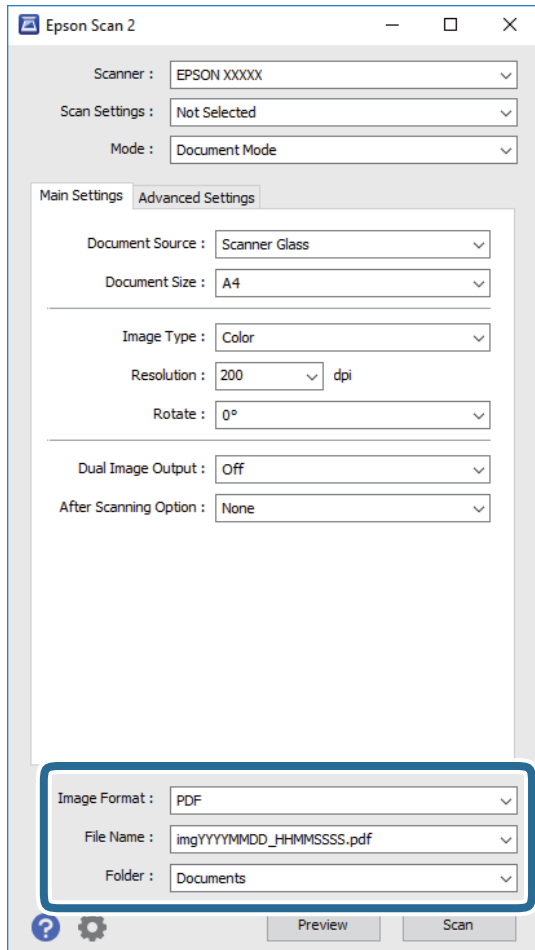 Epson Scan 2
Scanner : EPSON XXXXX
Scan Settings : Not Selected
Mode : Document Mode
Main Settings Advanced Settings
Document Source : Scanner Glass
Document Size : A4
Image Type : Color
Resolution : 200 dpi
Rotate : 0°
Dual Image Output : Off
After Scanning Option : None
Image Format : PDF
File Name : imgYYYYMMDD_HHMMSSSS.pdf
Folder : Documents
? Preview Scan